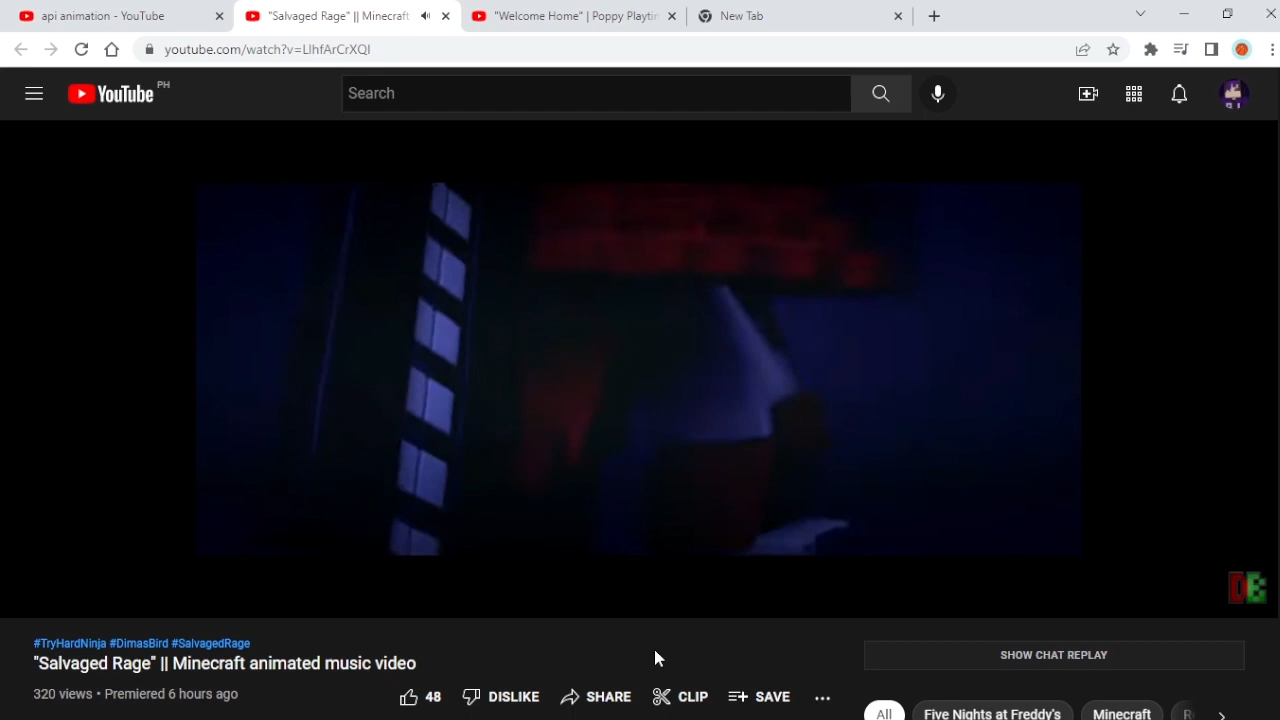 api animation - YouTube
"Salvaged Rage" || Minecraft
"Welcome Home" | Poppy Playtin
New Tab
youtube.com/watch?v=LlhfArCrXQI
YouTube PH
Search
DB
#TryHardNinja #DimasBird #SalvagedRage
"Salvaged Rage" || Minecraft animated music video
320 views • Premiered 6 hours ago
48
DISLIKE
SHARE
CLIP
SAVE
SHOW CHAT REPLAY
All
Five Nights at Freddy's
Minecraft